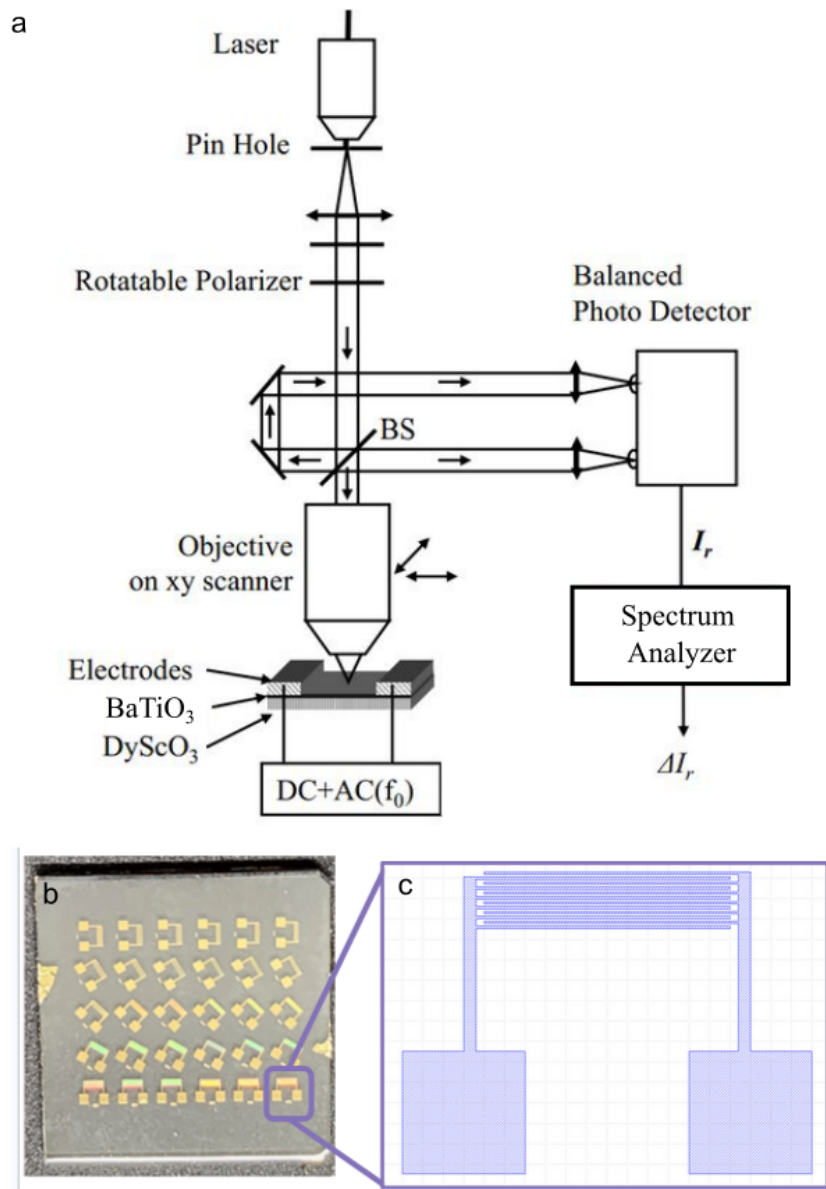 a
Laser
Pin Hole
Rotatable Polarizer
Balanced
Photo Detector
BS
Objective
on xy scanner
I_r
Spectrum
Analyzer
Electrodes
BaTiO₃
DyScO₃
DC+AC(f₀)
ΔI_r
b
c